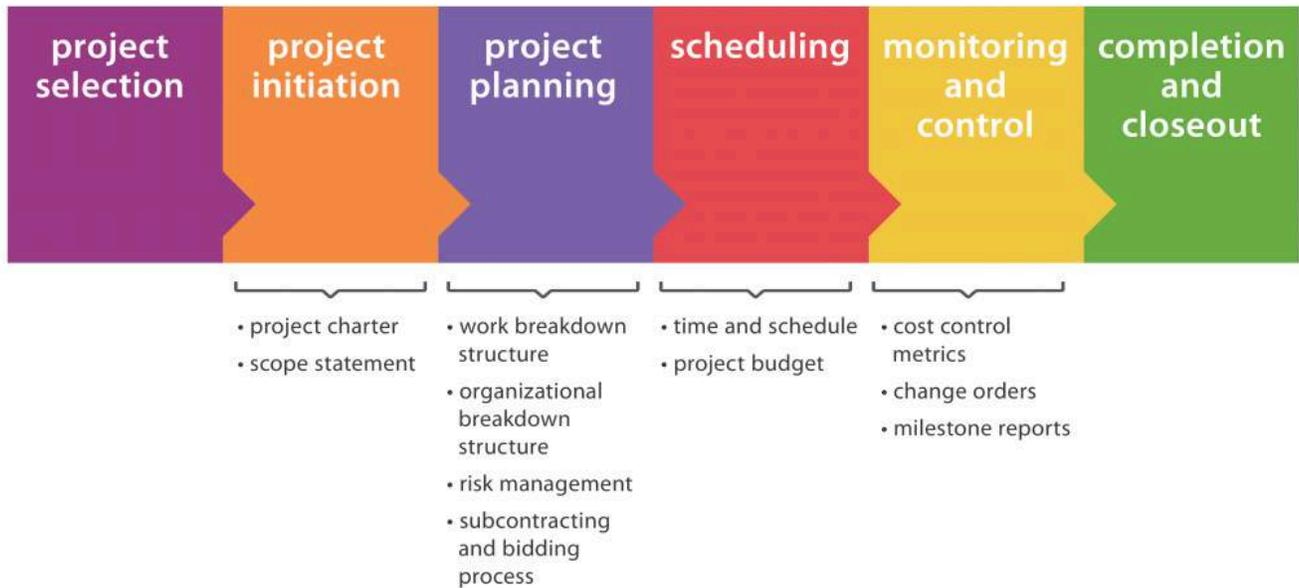 project
selection
project
initiation
project
planning
scheduling
monitoring
and
control
completion
and
closeout
• project charter
• scope statement
• work breakdown
structure
• organizational
breakdown
structure
• risk management
• subcontracting
and bidding
process
• time and schedule
• project budget
• cost control
metrics
• change orders
• milestone reports